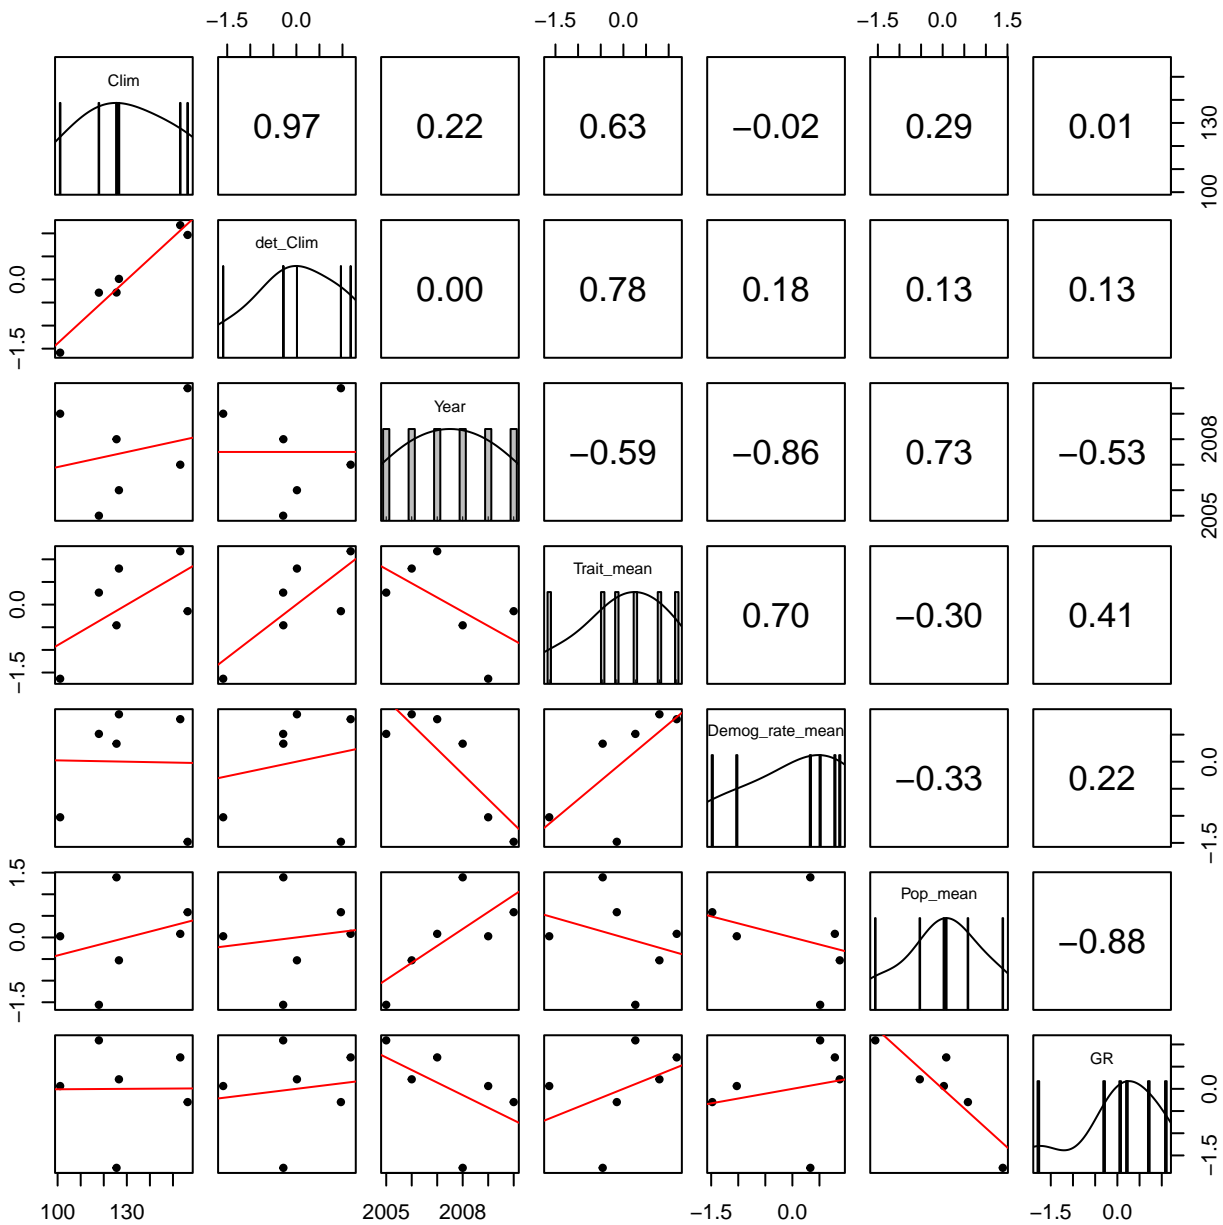 −1.5 0.0 −1.5 0.0 −1.5 0.0 1.5
Clim 0.97 0.22 0.63 −0.02 0.29 0.01 100 130
−1.5 0.0 det_Clim 0.00 0.78 0.18 0.13 0.13
Year −0.59 −0.86 0.73 −0.53 2005 2008
−1.5 0.0 Trait_mean 0.70 −0.30 0.41
Demog_rate_mean −0.33 0.22 −1.5 0.0
−1.5 0.0 1.5 Pop_mean −0.88
GR −1.5 0.0
100 130 2005 2008 −1.5 0.0 −1.5 0.0